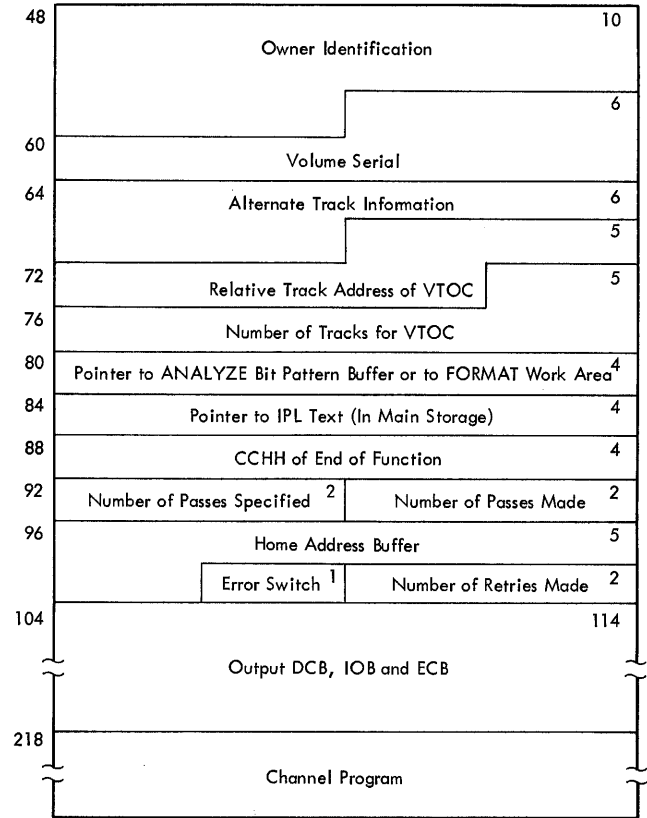 48 10
Owner Identification
6
60
Volume Serial
64 6
Alternate Track Infomation
5
72 5
Relative Track Address of VTOC
76
Number of Tracks for VTOC
80
Pointer to ANALYZE Bit Pattern Buffer or to FORMAT Work Area 4
84
Pointer to IPL Text (In Main Storage) 4
88
CCHH of End of Function 4
92
Number of Passes Specified 2 Number of Passes Made 2
96 5
Home Address Buffer
Error Switch 1 Number of Retries Made 2
104 114
Output DCB, IOB and ECB
218
Channel Program